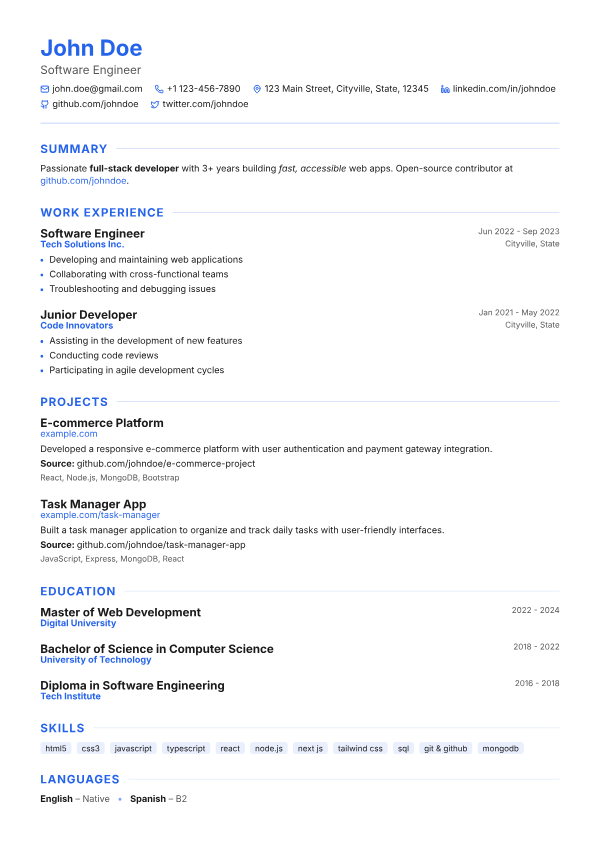 John Doe
Software Engineer
john.doe@gmail.com +1 123-456-7890 123 Main Street, Cityville, State, 12345 linkedin.com/in/johndoe
github.com/johndoe twitter.com/johndoe
SUMMARY
Passionate full-stack developer with 3+ years building fast, accessible web apps. Open-source contributor at
github.com/johndoe.
WORK EXPERIENCE
Software Engineer Jun 2022 - Sep 2023
Tech Solutions Inc. Cityville, State
• Developing and maintaining web applications
• Collaborating with cross-functional teams
• Troubleshooting and debugging issues
Junior Developer Jan 2021 - May 2022
Code Innovators Cityville, State
• Assisting in the development of new features
• Conducting code reviews
• Participating in agile development cycles
PROJECTS
E-commerce Platform
example.com
Developed a responsive e-commerce platform with user authentication and payment gateway integration.
Source: github.com/johndoe/e-commerce-project
React, Node.js, MongoDB, Bootstrap
Task Manager App
example.com/task-manager
Built a task manager application to organize and track daily tasks with user-friendly interfaces.
Source: github.com/johndoe/task-manager-app
JavaScript, Express, MongoDB, React
EDUCATION
Master of Web Development 2022 - 2024
Digital University
Bachelor of Science in Computer Science 2018 - 2022
University of Technology
Diploma in Software Engineering 2016 - 2018
Tech Institute
SKILLS
html5 css3 javascript typescript react node.js next js tailwind css sql git & github mongodb
LANGUAGES
English – Native • Spanish – B2